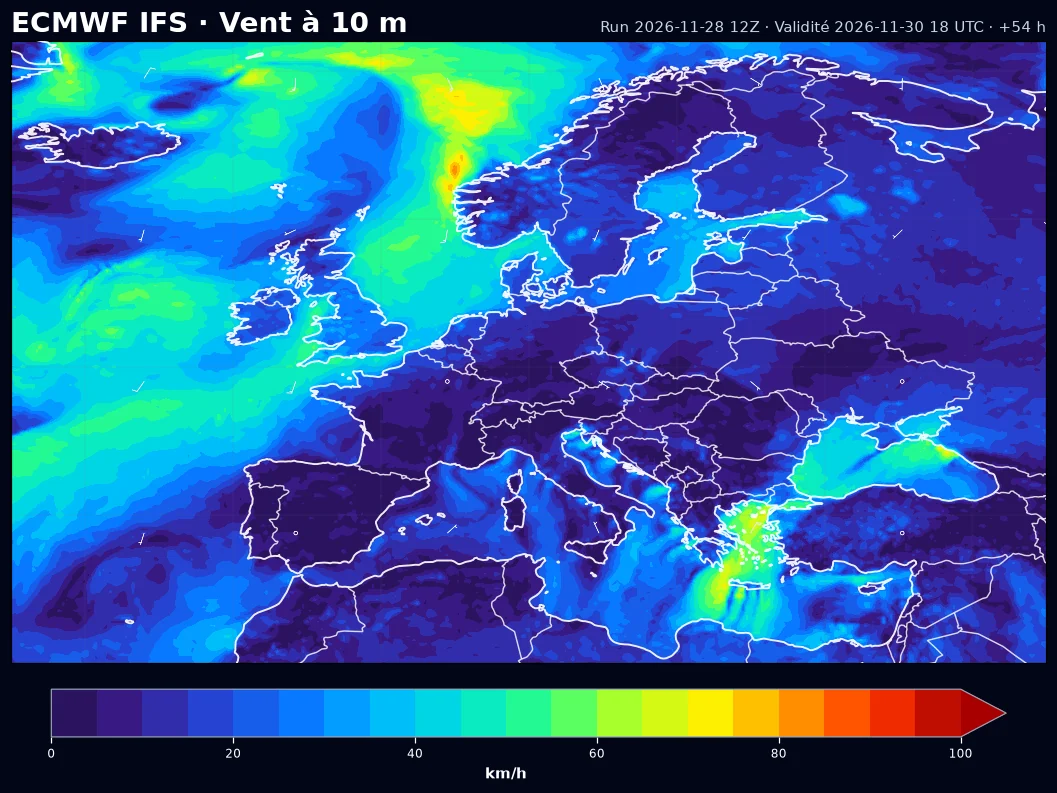 ECMWF IFS · Vent à 10 m
Run 2026-11-28 12Z · Validité 2026-11-30 18 UTC · +54 h
0 20 40 60 80 100
km/h